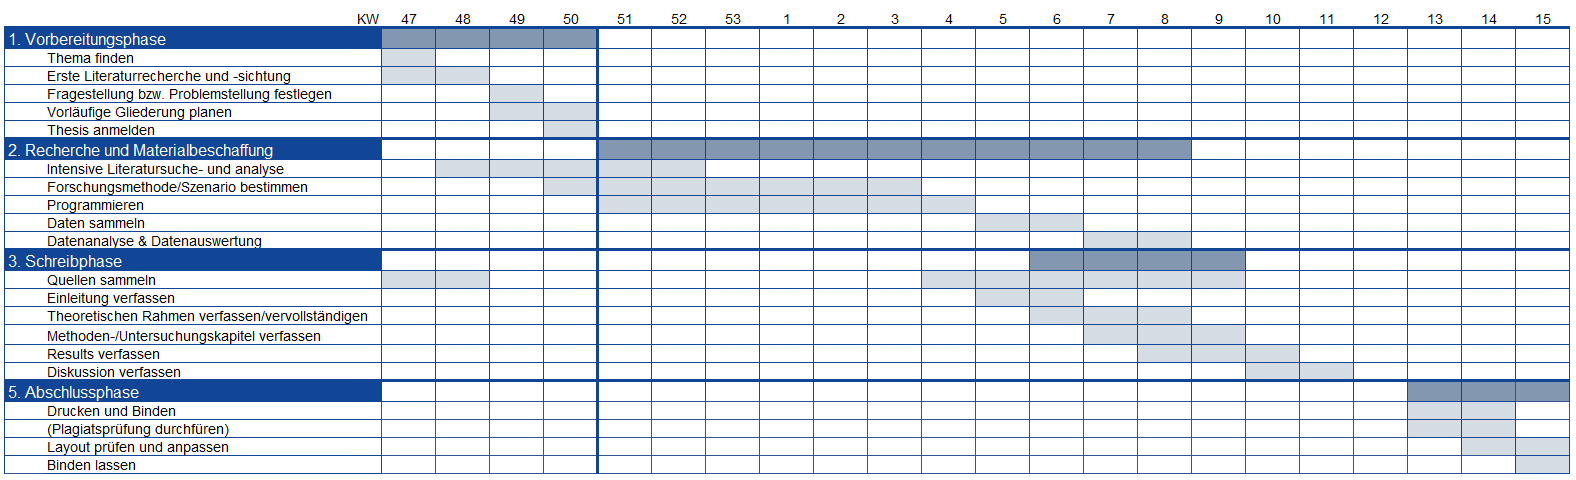 KW 47 48 49 50 51 52 53 1 2 3 4 5 6 7 8 9 10 11 12 13 14 15
1. Vorbereitungsphase
Thema finden
Erste Literaturrecherche und -sichtung
Fragestellung bzw. Problemstellung festlegen
Vorläufige Gliederung planen
Thesis anmelden
2. Recherche und Materialbeschaffung
Intensive Literatursuche- und analyse
Forschungsmethode/Szenario bestimmen
Programmieren
Daten sammeln
Datenanalyse & Datenauswertung
3. Schreibphase
Quellen sammeln
Einleitung verfassen
Theoretischen Rahmen verfassen/vervollständigen
Methoden-/Untersuchungskapitel verfassen
Results verfassen
Diskussion verfassen
5. Abschlussphase
Drucken und Binden
(Plagiatsprüfung durchfüren)
Layout prüfen und anpassen
Binden lassen